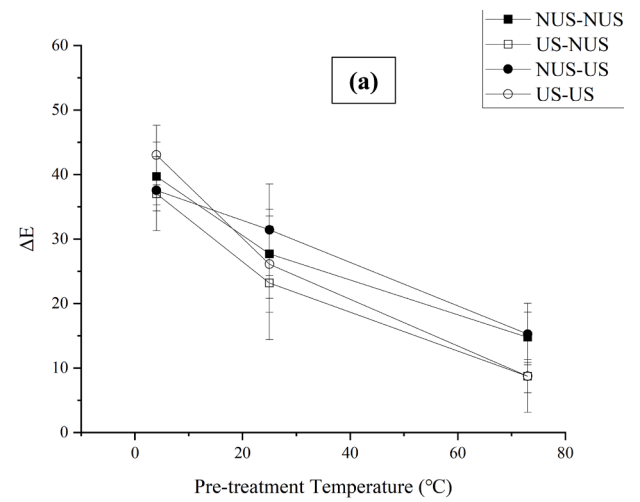 NUS-NUS
US-NUS
NUS-US
US-US
(a)
60
50
40
30
20
10
0
ΔE
0 20 40 60 80
Pre-treatment Temperature (℃)